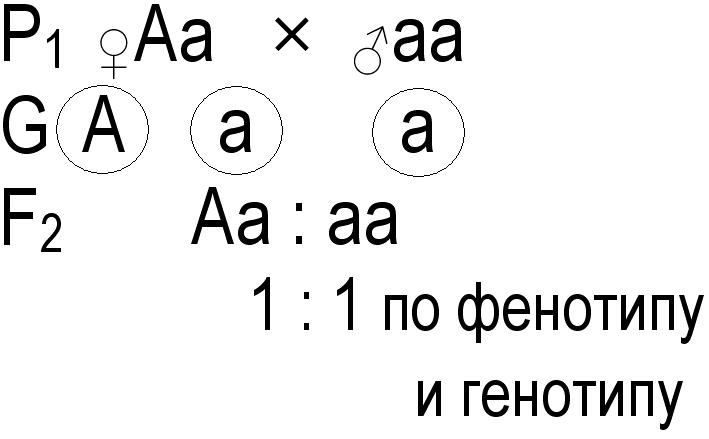 P₁ ♀Aa × ♂aa
G A a a
F₂ Aa : aa
1 : 1 по фенотипу
и генотипу